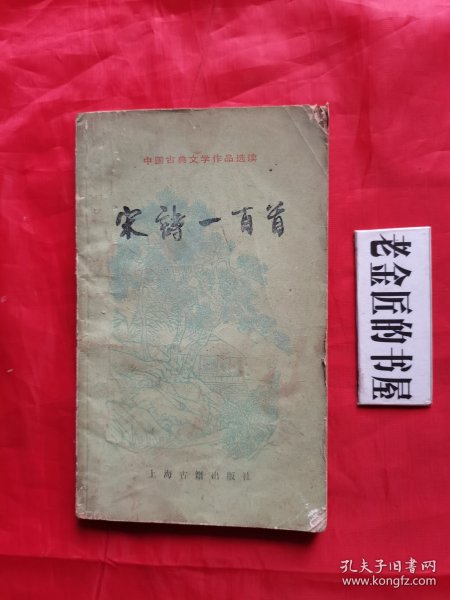 中国古典文学作品选读
宋诗一百首
上海古籍出版社
老金匠的书屋
孔夫子旧书网
www.kongfz.com